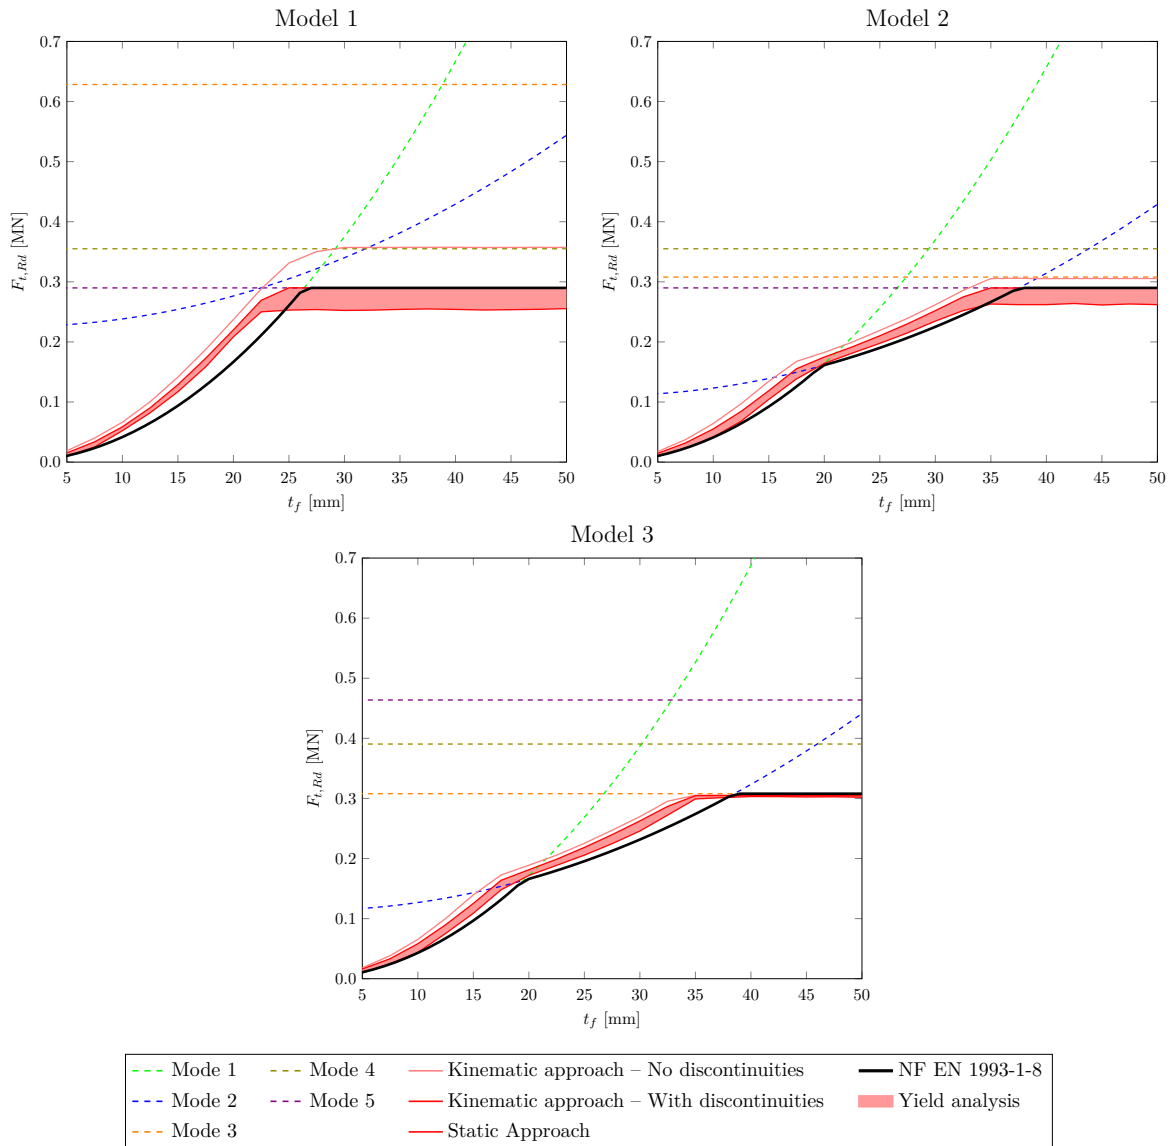 Model 1
0.7
0.6
0.5
0.4
0.3
0.2
0.1
0.0
F_{t,Rd} [MN]
5 10 15 20 25 30 35 40 45 50
t_f [mm]
Model 2
0.7
0.6
0.5
0.4
0.3
0.2
0.1
0.0
F_{t,Rd} [MN]
5 10 15 20 25 30 35 40 45 50
t_f [mm]
Model 3
0.7
0.6
0.5
0.4
0.3
0.2
0.1
0.0
F_{t,Rd} [MN]
5 10 15 20 25 30 35 40 45 50
t_f [mm]
Mode 1 Mode 4 Kinematic approach – No discontinuities NF EN 1993-1-8
Mode 2 Mode 5 Kinematic approach – With discontinuities Yield analysis
Mode 3 Static Approach